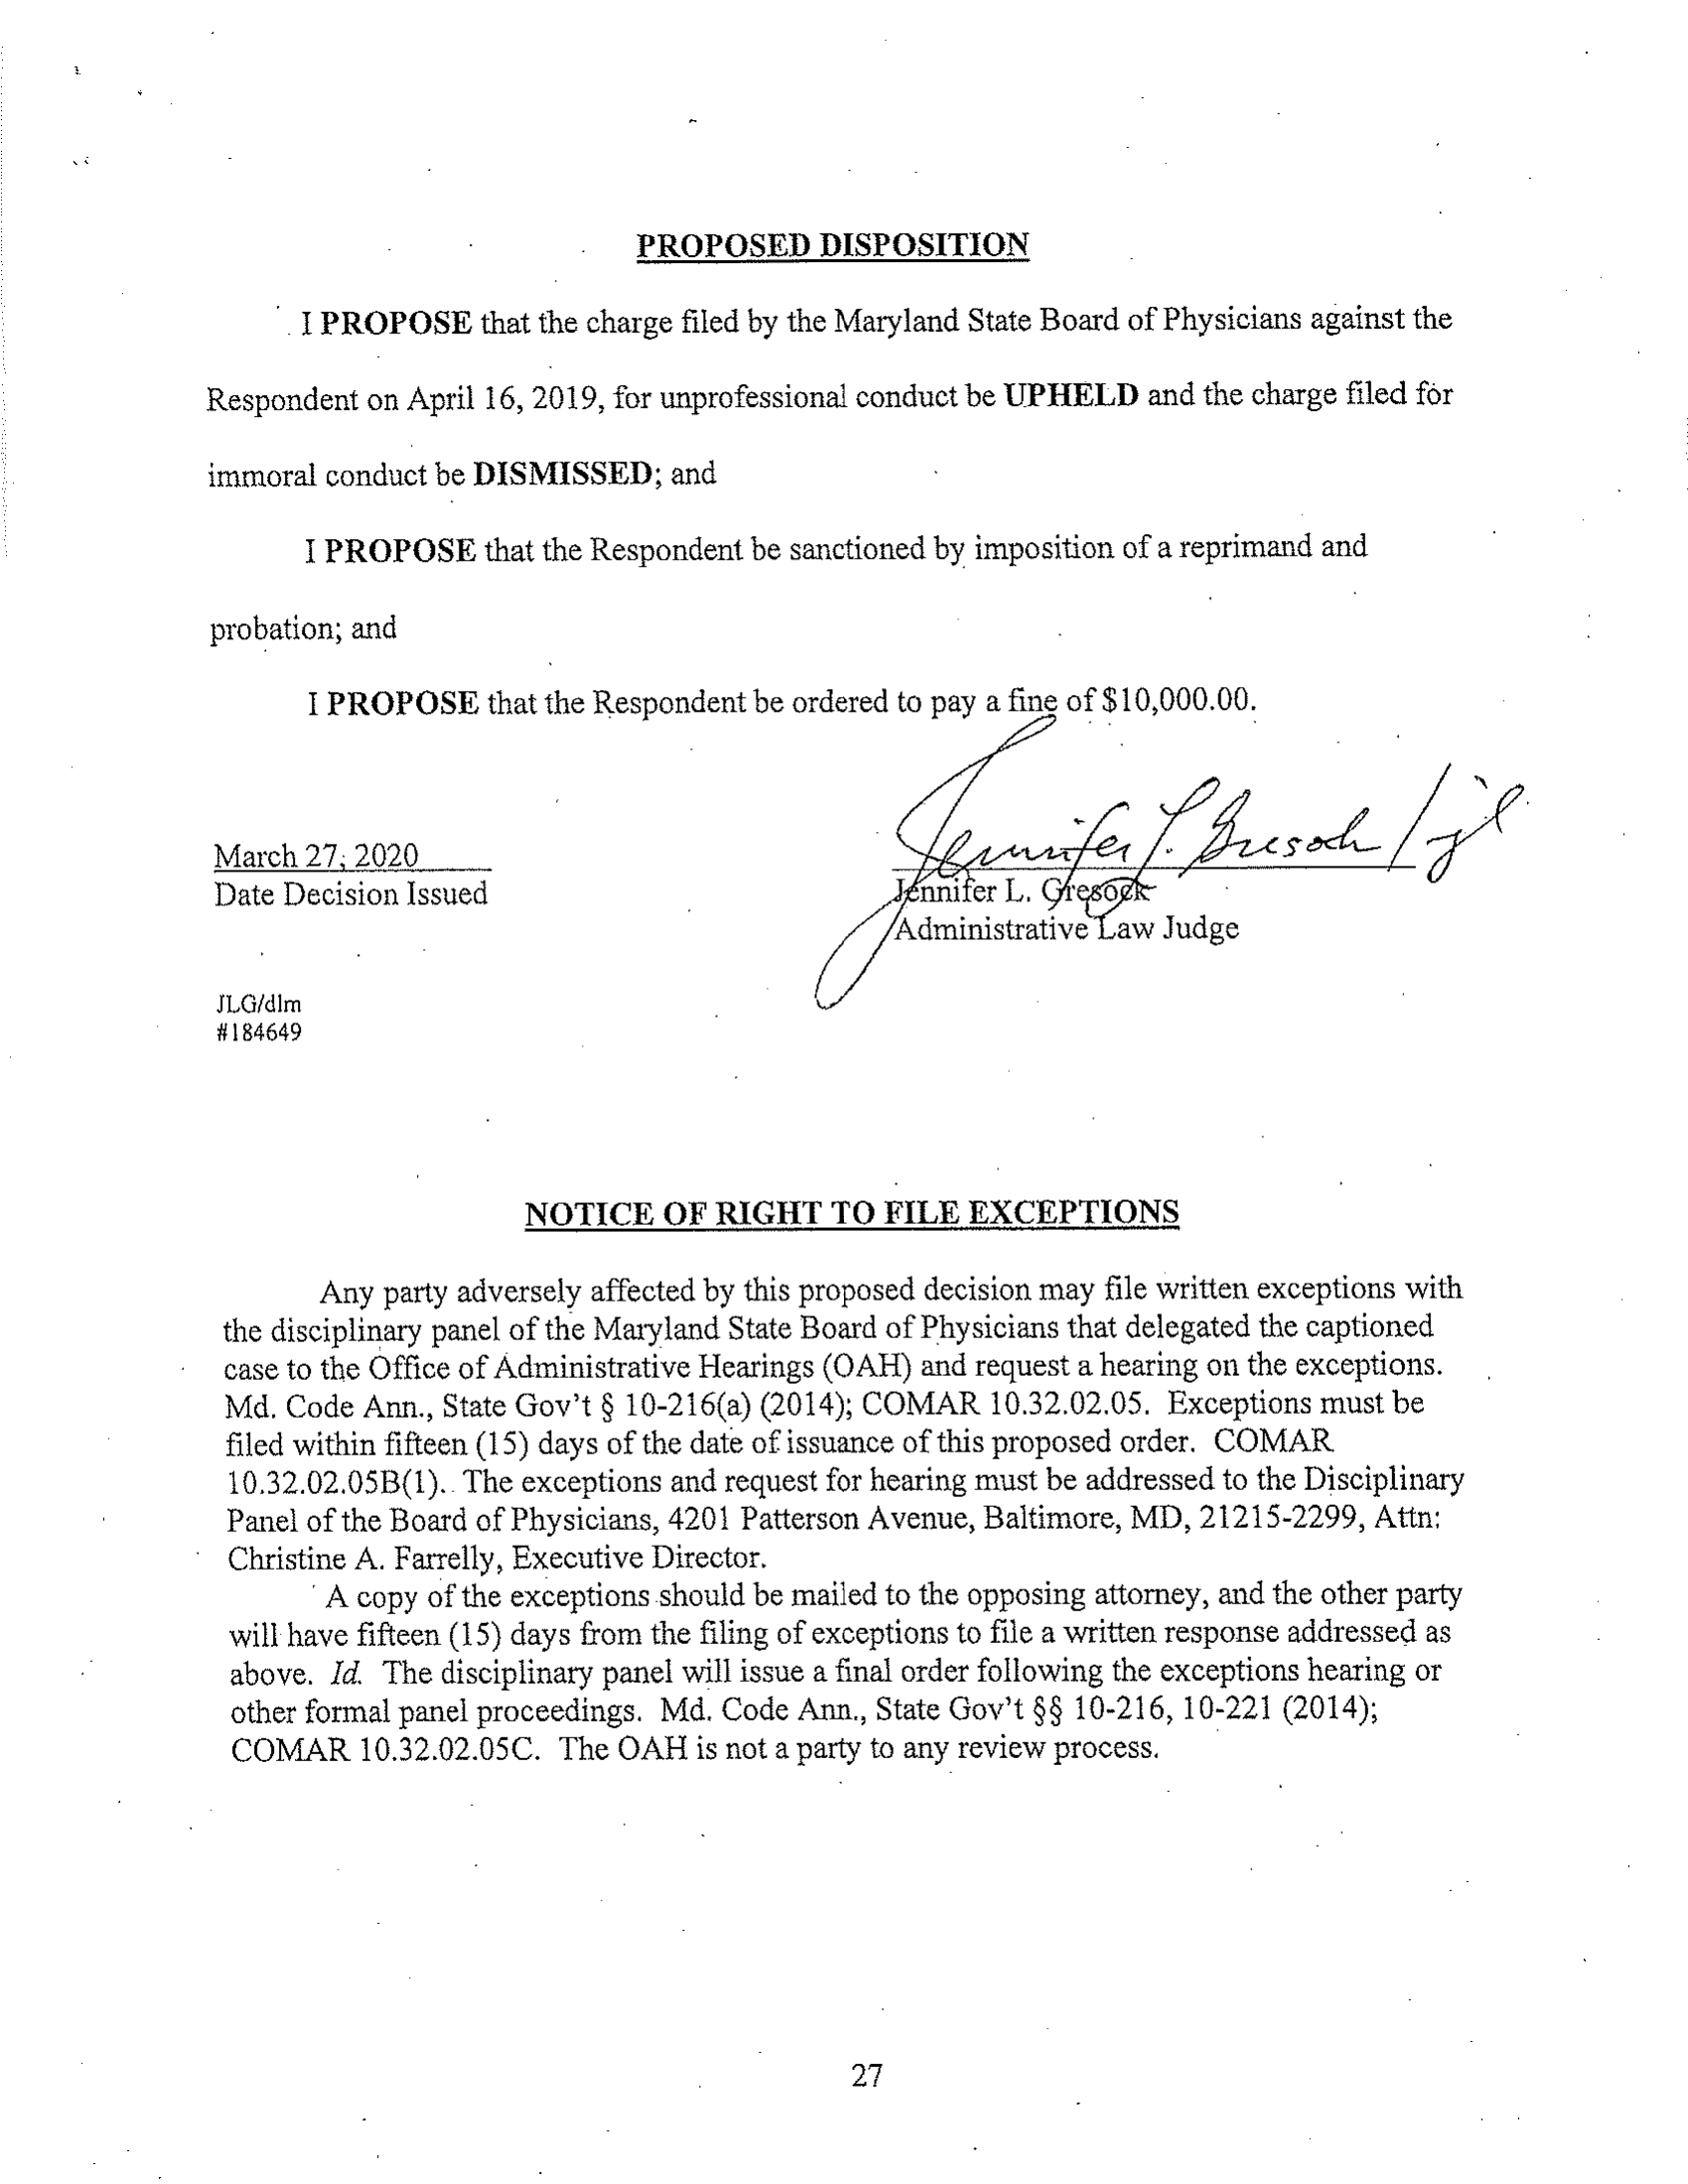 PROPOSED DISPOSITION
I PROPOSE that the charge filed by the Maryland State Board of Physicians against the
Respondent on April 16, 2019, for unprofessional conduct be UPHELD and the charge filed for
immoral conduct be DISMISSED; and
I PROPOSE that the Respondent be sanctioned by imposition of a reprimand and
probation; and
I PROPOSE that the Respondent be ordered to pay a fine of $10,000.00.
March 27, 2020
Date Decision Issued
Jennifer L. Gresock
Jennifer L. Gresock
Administrative Law Judge
JLG/dlm
#184649
NOTICE OF RIGHT TO FILE EXCEPTIONS
Any party adversely affected by this proposed decision may file written exceptions with
the disciplinary panel of the Maryland State Board of Physicians that delegated the captioned
case to the Office of Administrative Hearings (OAH) and request a hearing on the exceptions.
Md. Code Ann., State Gov't § 10-216(a) (2014); COMAR 10.32.02.05. Exceptions must be
filed within fifteen (15) days of the date of issuance of this proposed order. COMAR
10.32.02.05B(1). The exceptions and request for hearing must be addressed to the Disciplinary
Panel of the Board of Physicians, 4201 Patterson Avenue, Baltimore, MD, 21215-2299, Attn:
Christine A. Farrelly, Executive Director.
A copy of the exceptions should be mailed to the opposing attorney, and the other party
will have fifteen (15) days from the filing of exceptions to file a written response addressed as
above. Id. The disciplinary panel will issue a final order following the exceptions hearing or
other formal panel proceedings. Md. Code Ann., State Gov't §§ 10-216, 10-221 (2014);
COMAR 10.32.02.05C. The OAH is not a party to any review process.
27